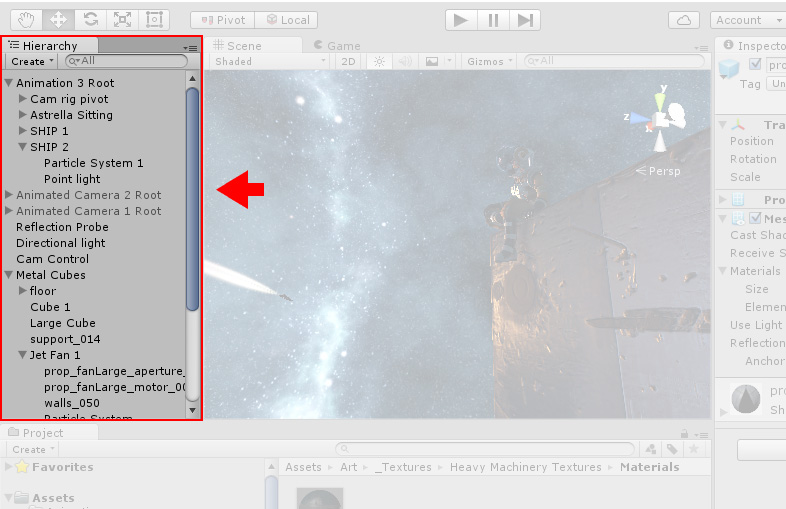 Pivot Local Account
Hierarchy
Create All
Animation 3 Root
Cam rig pivot
Astrella Sitting
SHIP 1
SHIP 2
Particle System 1
Point light
Animated Camera 2 Root
Animated Camera 1 Root
Reflection Probe
Directional light
Cam Control
Metal Cubes
floor
Cube 1
Large Cube
support_014
Jet Fan 1
prop_fanLarge_aperture_
prop_fanLarge_motor_00
walls_050
Particle System
Scene Game
Shaded 2D Gizmos All
y
z
x
Persp
Inspecto
pro
Tag Un
Tra
Position
Rotation
Scale
Pro
Mes
Cast Shad
Receive S
Materials
Size
Elemen
Use Light
Reflection
Anchor
pro
Sh
Project
Create
Favorites
Assets
Assets Art _Textures Heavy Machinery Textures Materials